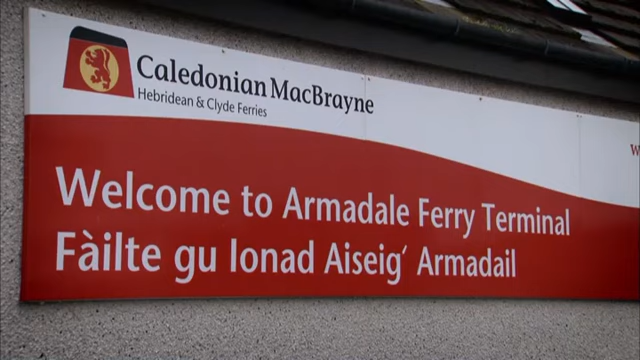 Caledonian MacBrayne
Hebridean & Clyde Ferries
Welcome to Armadale Ferry Terminal
Fàilte gu Ionad Aiseig´ Armadail